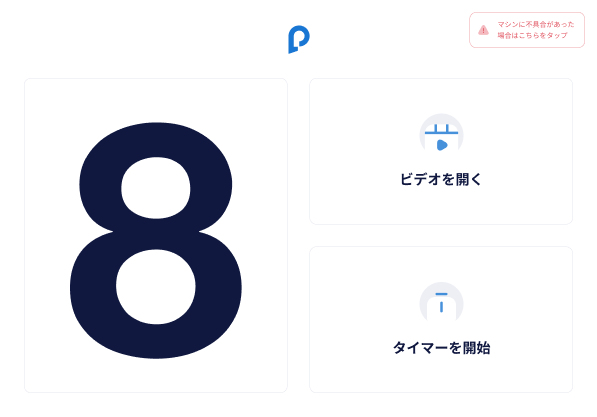 マシンに不具合があった
場合はこちらをタップ
8
ビデオを開く
タイマーを開始